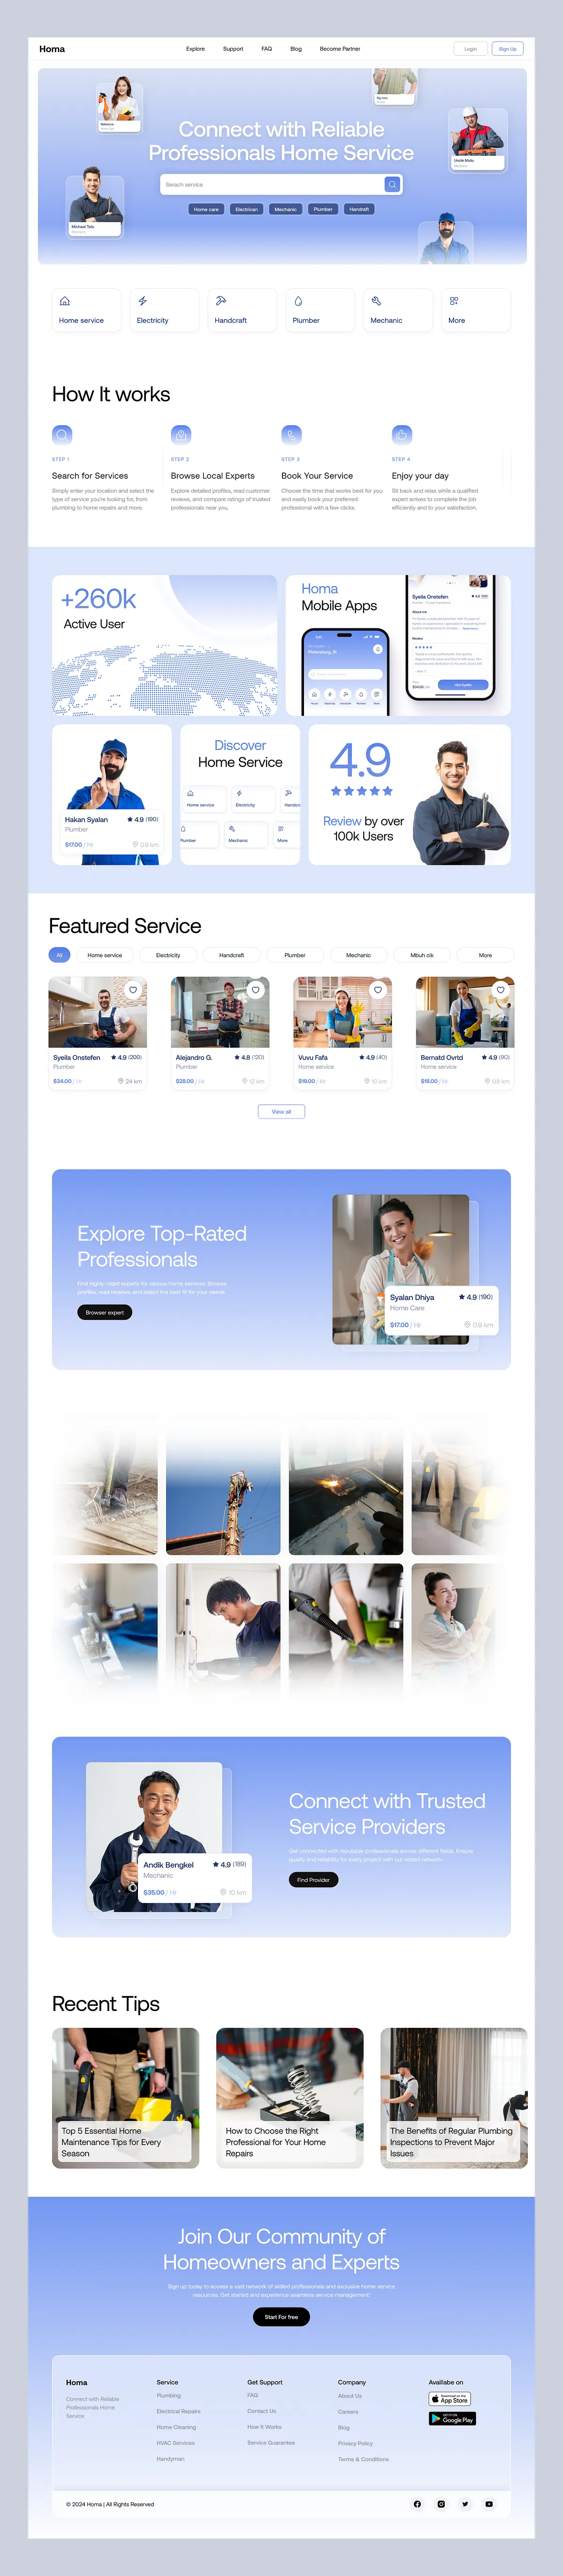 Homa
Explore
Support
FAQ
Blog
Become Partner
Login
Sign Up
Rebecca
Connect with Reliable
Professionals Home Service
Uncle Mutu
Mechanic
Michael Tedo
Mechanic
Serach service
Home care
Electrican
Mechanic
Plumber
Handraft
Home service
Electricity
Handcraft
Plumber
Mechanic
More
How It works
STEP 1
Search for Services
Simply enter your location and select the
type of service you're looking for, from
plumbing to home repairs and more.
STEP 2
Browse Local Experts
Explore detailed profiles, read customer
reviews, and compare ratings of trusted
professionals near you.
STEP 3
Book Your Service
Choose the time that works best for you
and easily book your preferred
professional with a few clicks.
STEP 4
Enjoy your day
Sit back and relax while a qualified
expert arrives to complete the job
efficiently and to your satisfaction.
+260k
Active User
Homa
Mobile Apps
Petersburg, IN
Syeila Onstefen
About me
Review
Hakan Syalan
4.9 (190)
Plumber
$17.00 / Hr
0.8 km
Discover
Home Service
Home service
Electricity
Handcr
Plumber
Mechanic
More
4.9
Review by over
100k Users
Featured Service
All
Home service
Electricity
Handcraft
Plumber
Mechanic
Mbuh cik
More
Syeila Onstefen
4.9 (200)
Plumber
$34.00 / Hr
24 km
Alejandro G.
4.8 (120)
Plumber
$28.00 / Hr
12 km
Vuvu Fafa
4.9 (40)
Home service
$19.00 / Hr
10 km
Bernatd Ovrtd
4.9 (90)
Home service
$18.00 / Hr
0.8 km
View all
Explore Top-Rated
Professionals
Find highly-rated experts for various home services. Browse
profiles, read reviews, and select the best fit for your needs.
Browser expert
Syalan Dhiya
4.9 (190)
Home Care
$17.00 / Hr
0.8 km
Andik Bengkel
4.9 (189)
Mechanic
$35.00 / Hr
10 km
Connect with Trusted
Service Providers
Get connected with reputable professionals across different fields. Ensure
quality and reliability for every project with our vetted network.
Find Provider
Recent Tips
Top 5 Essential Home
Maintenance Tips for Every
Season
How to Choose the Right
Professional for Your Home
Repairs
The Benefits of Regular Plumbing
Inspections to Prevent Major
Issues
Join Our Community of
Homeowners and Experts
Sign up today to access a vast network of skilled professionals and exclusive home service
resources. Get started and experience seamless service management!
Start For free
Homa
Connect with Reliable
Professionals Home
Service
Service
Plumbing
Electrical Repairs
Home Cleaning
HVAC Services
Handyman
Get Support
FAQ
Contact Us
How It Works
Service Guarantee
Company
About Us
Careers
Blog
Privacy Policy
Terms & Conditions
Availabe on
Download on the
App Store
GET IT ON
Google Play
© 2024 Homa | All Rights Reserved